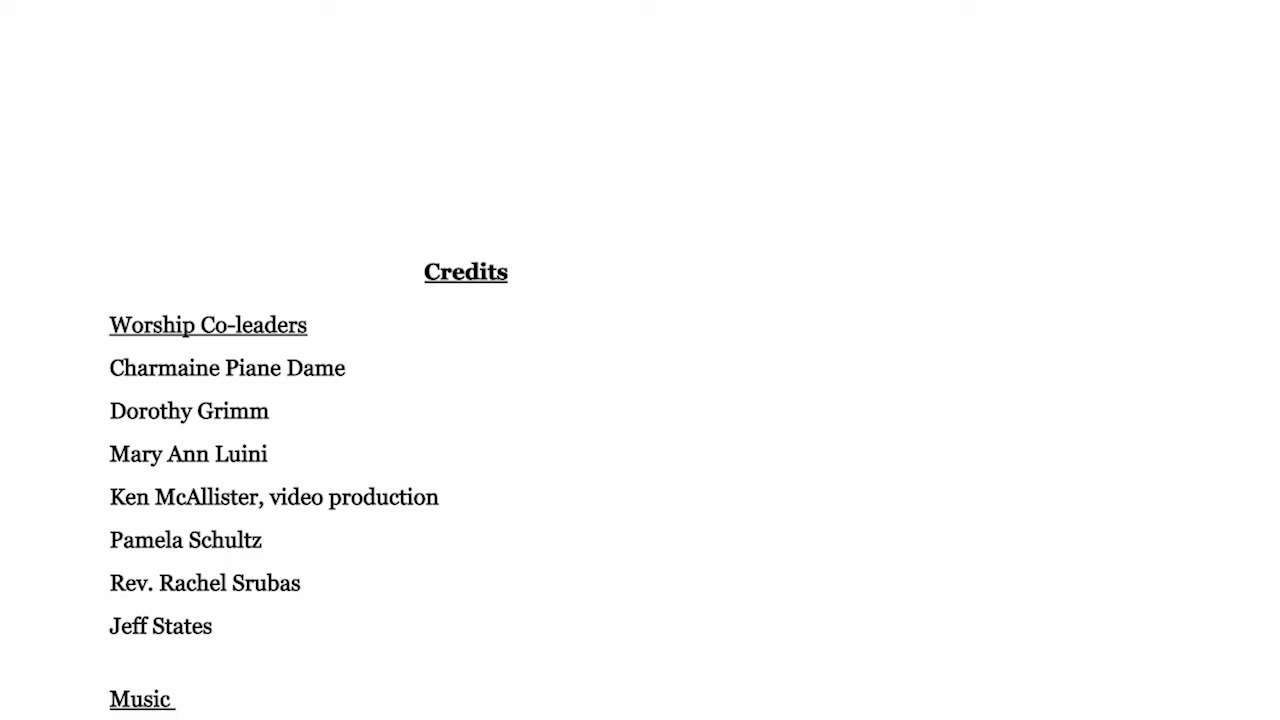 Credits
Worship Co-leaders
Charmaine Piane Dame
Dorothy Grimm
Mary Ann Luini
Ken McAllister, video production
Pamela Schultz
Rev. Rachel Srubas
Jeff States
Music